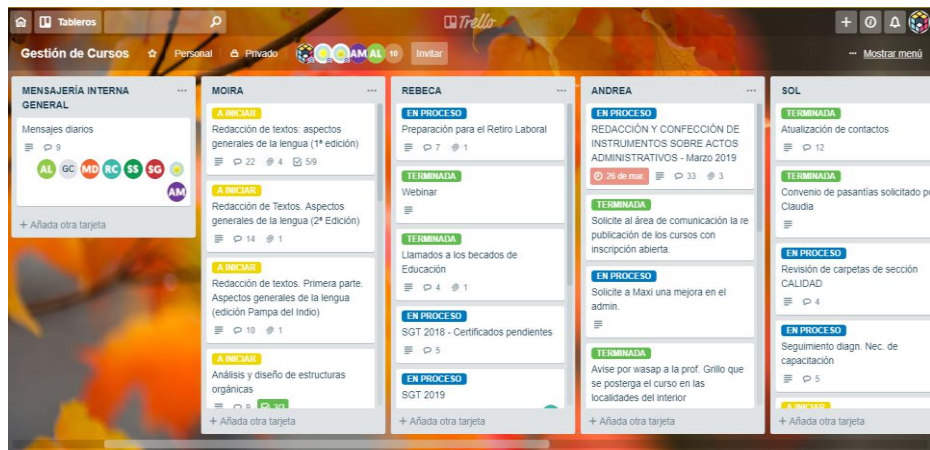 Tableros
Trello
Gestión de Cursos
Personal
Privado
AM
AL
10
Invitar
Mostrar menú
MENSAJERÍA INTERNA
GENERAL
Mensajes diarios
9
AL GC MD RC SS SG
AM
+ Añada otra tarjeta
MOIRA
A INICIAR
Redacción de textos: aspectos
generales de la lengua (1ª edición)
22 4 5/9
A INICIAR
Redacción de Textos. Aspectos
generales de la lengua (2ª Edición)
14 1
A INICIAR
Redacción de textos. Primera parte.
Aspectos generales de la lengua
(edición Pampa del Indio)
10 1
A INICIAR
Análisis y diseño de estructuras
orgánicas
+ Añada otra tarjeta
REBECA
EN PROCESO
Preparación para el Retiro Laboral
7 1
TERMINADA
Webinar
TERMINADA
Llamados a los becados de
Educación
4 1
EN PROCESO
SGT 2018 - Certificados pendientes
5
EN PROCESO
SGT 2019
+ Añada otra tarjeta
ANDREA
EN PROCESO
REDACCIÓN Y CONFECCIÓN DE
INSTRUMENTOS SOBRE ACTOS
ADMINISTRATIVOS - Marzo 2019
26 de mar. 33 3
TERMINADA
Solicite al área de comunicación la re
publicación de los cursos con
inscripción abierta.
EN PROCESO
Solicite a Maxi una mejora en el
admin.
TERMINADA
Avise por wasap a la prof. Grillo que
se posterga el curso en las
localidades del interior
+ Añada otra tarjeta
SOL
TERMINADA
Atualización de contactos
12
TERMINADA
Convenio de pasantías solicitado po
Claudia
EN PROCESO
Revisión de carpetas de sección
CALIDAD
4
EN PROCESO
Seguimiento diagn. Nec. de
capacitación
5
A INICIAR
+ Añada otra tarjeta